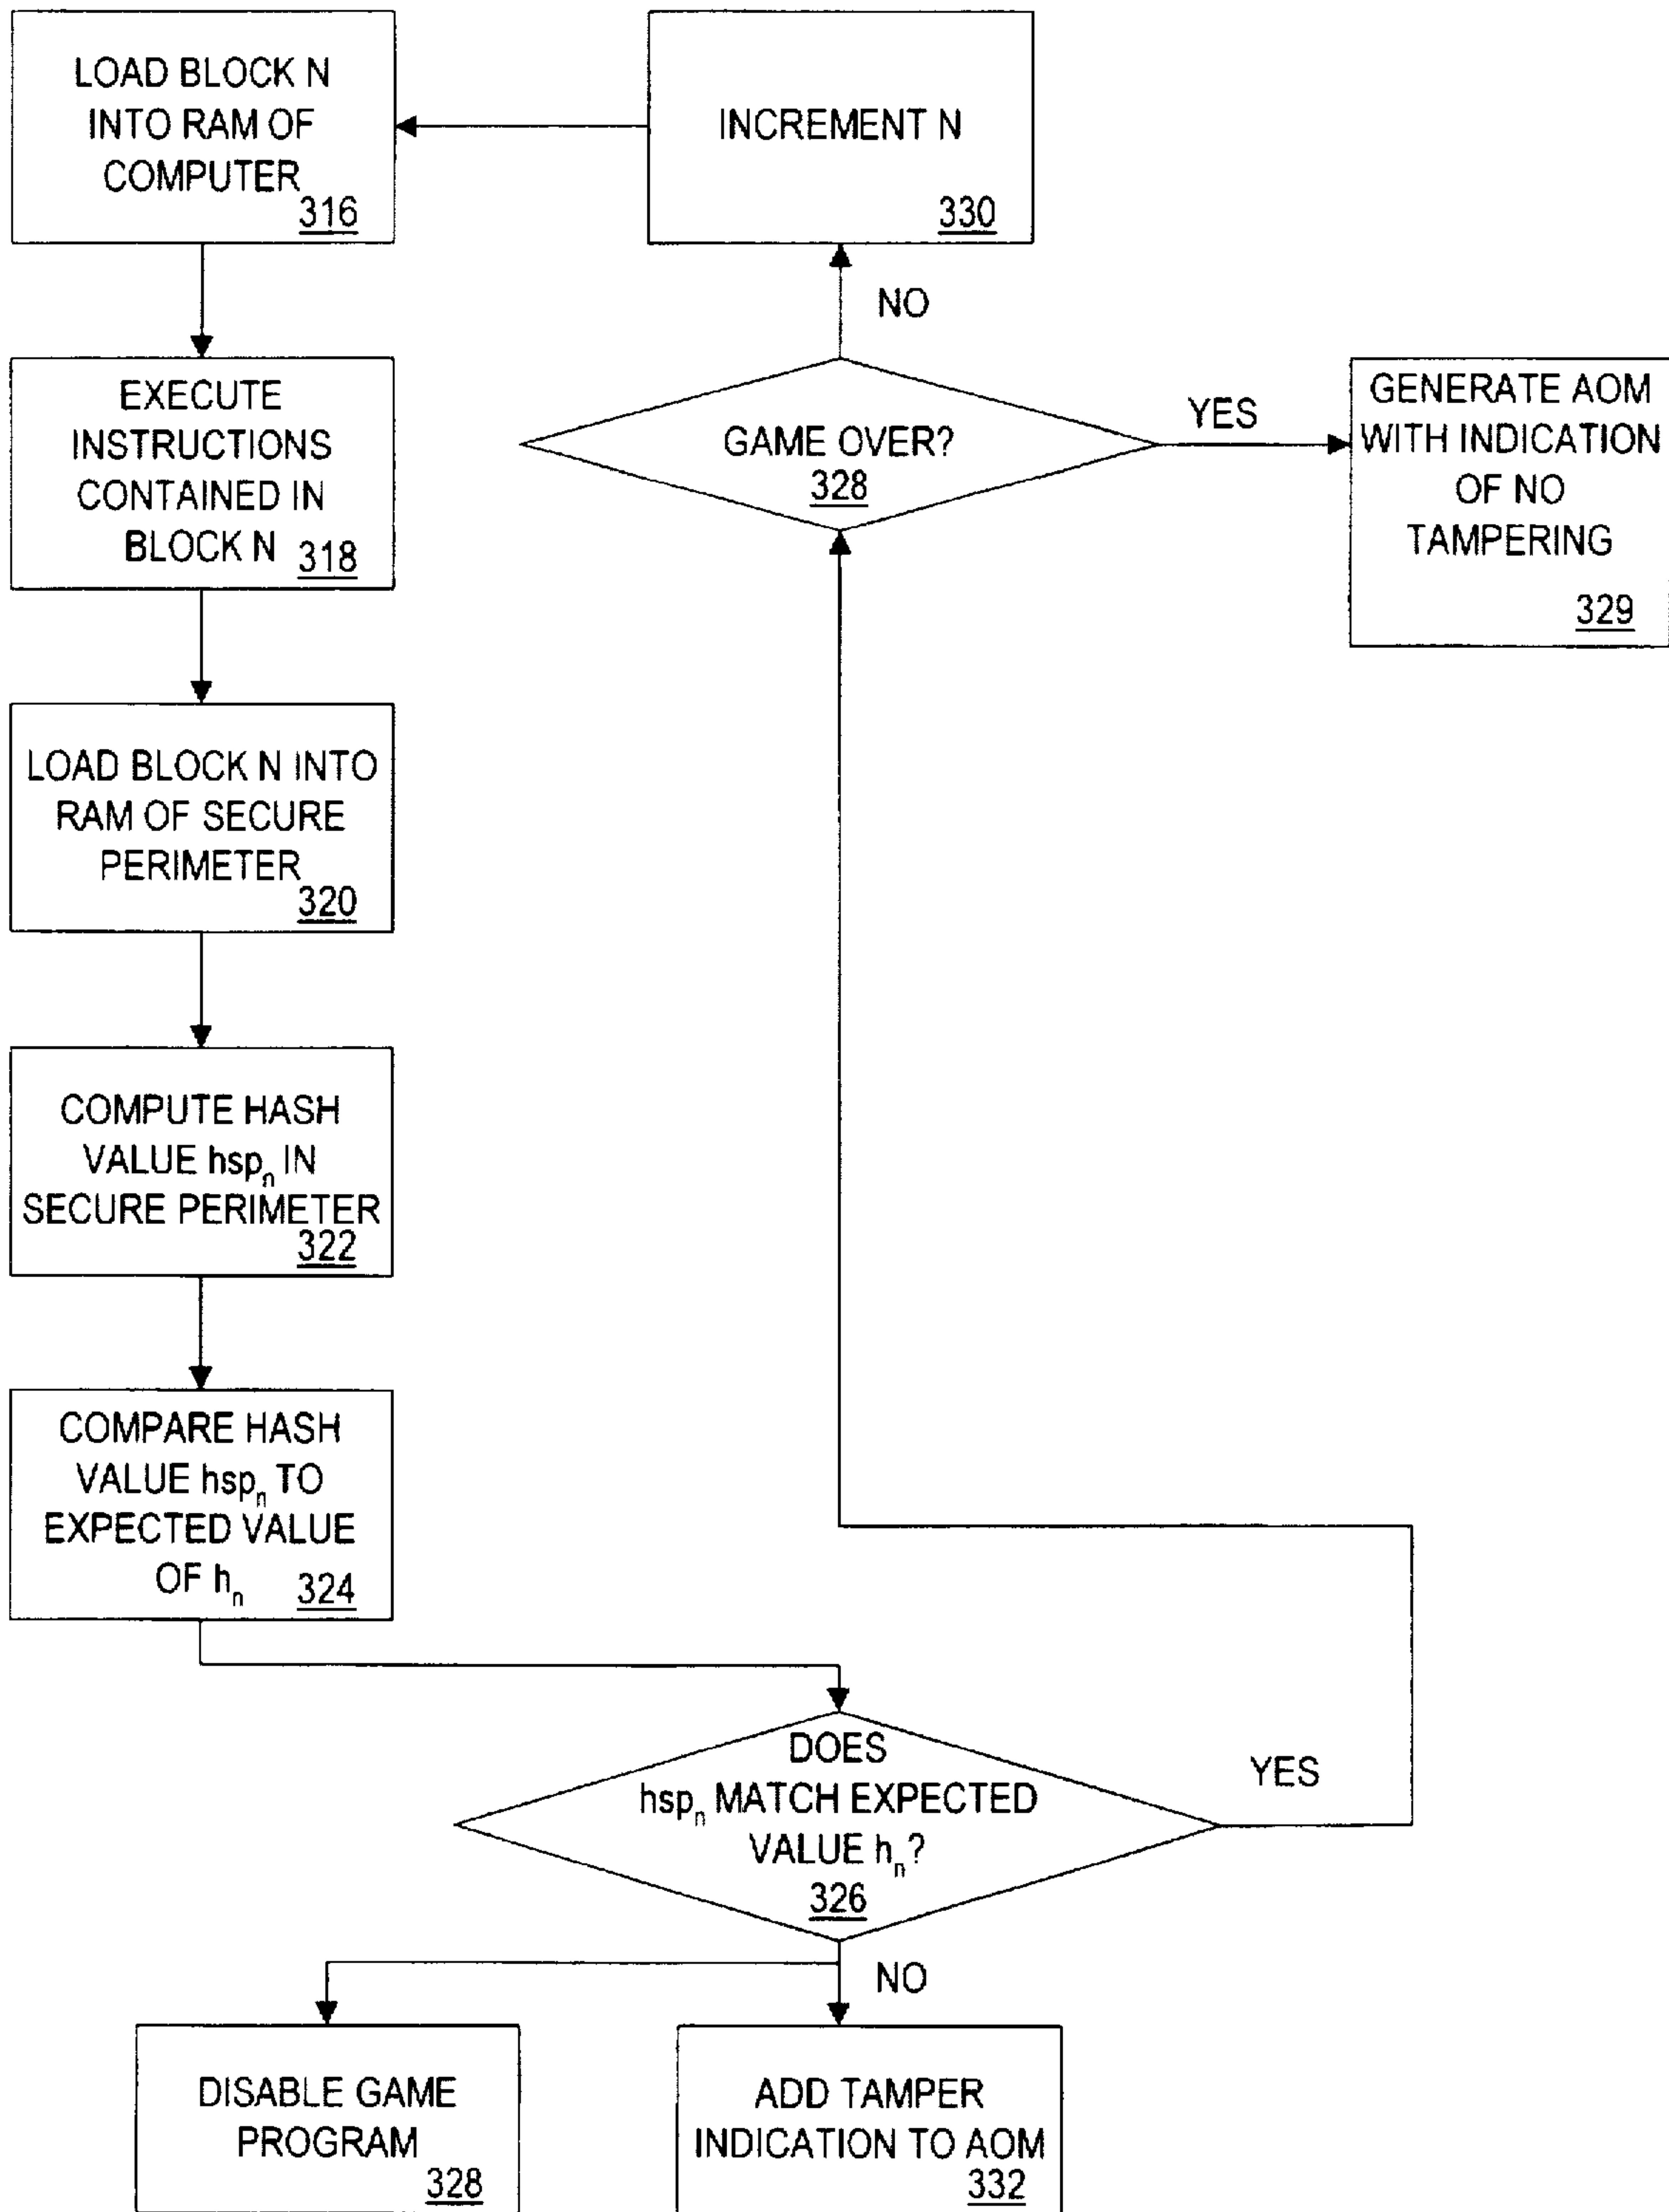 LOAD BLOCK N
INTO RAM OF
COMPUTER
316
INCREMENT N
330
NO
EXECUTE
INSTRUCTIONS
CONTAINED IN
BLOCK N 318
GAME OVER?
328
YES
GENERATE AOM
WITH INDICATION
OF NO
TAMPERING
329
LOAD BLOCK N INTO
RAM OF SECURE
PERIMETER
320
COMPUTE HASH
VALUE hspₙ IN
SECURE PERIMETER
322
COMPARE HASH
VALUE hspₙ TO
EXPECTED VALUE
OF hₙ 324
DOES
hspₙ MATCH EXPECTED
VALUE hₙ?
326
YES
NO
DISABLE GAME
PROGRAM
328
ADD TAMPER
INDICATION TO AOM
332